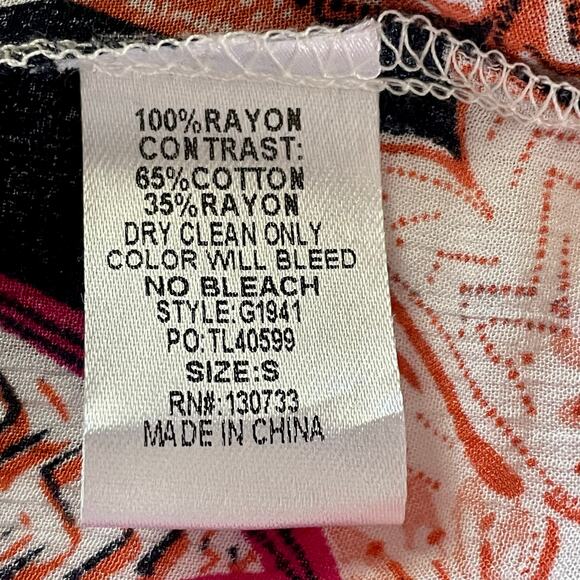 100%RAYON
CONTRAST:
65%COTTON
35%RAYON
DRY CLEAN ONLY
COLOR WILL BLEED
NO BLEACH
STYLE:G1941
PO:TL40599
SIZE:S
RN#:130733
MADE IN CHINA